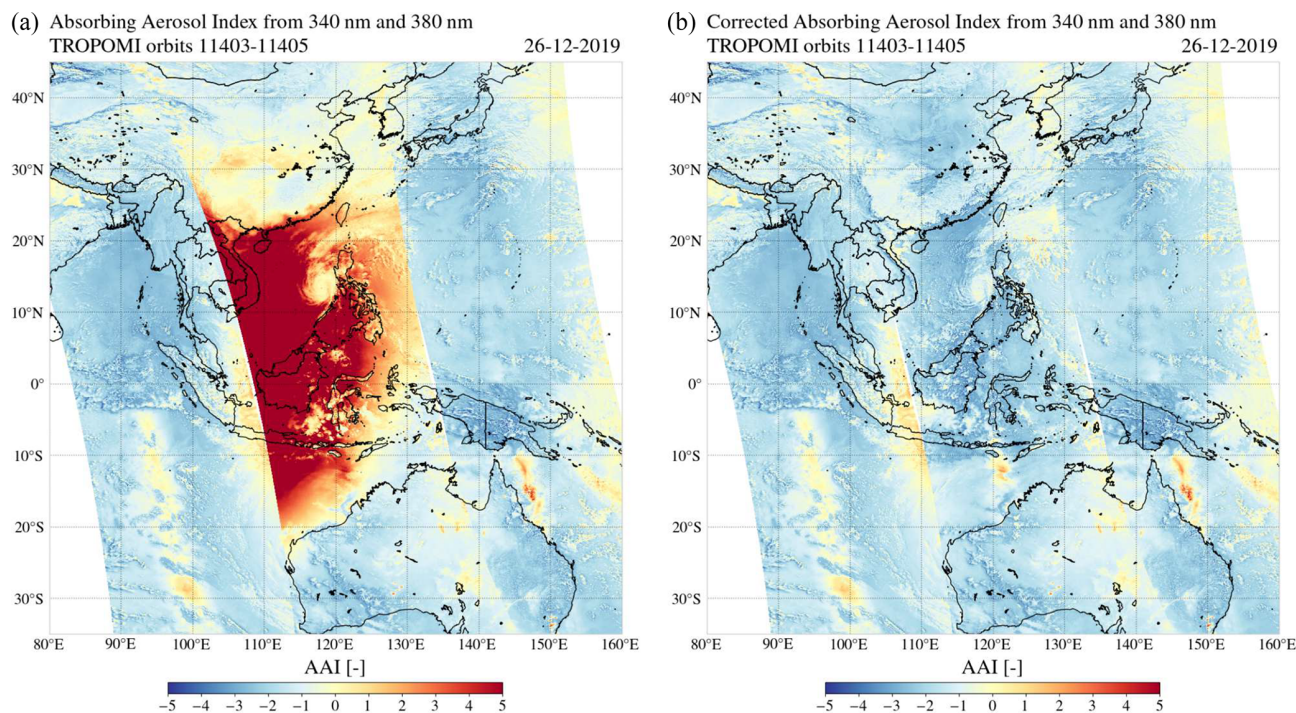 (a) Absorbing Aerosol Index from 340 nm and 380 nm
TROPOMI orbits 11403-11405 26-12-2019
40°N
30°N
20°N
10°N
0°
10°S
20°S
30°S
80°E 90°E 100°E 110°E 120°E 130°E 140°E 150°E 160°E
AAI [-]
−5 −4 −3 −2 −1 0 1 2 3 4 5
(b) Corrected Absorbing Aerosol Index from 340 nm and 380 nm
TROPOMI orbits 11403-11405 26-12-2019
40°N
30°N
20°N
10°N
0°
10°S
20°S
30°S
80°E 90°E 100°E 110°E 120°E 130°E 140°E 150°E 160°E
AAI [-]
−5 −4 −3 −2 −1 0 1 2 3 4 5